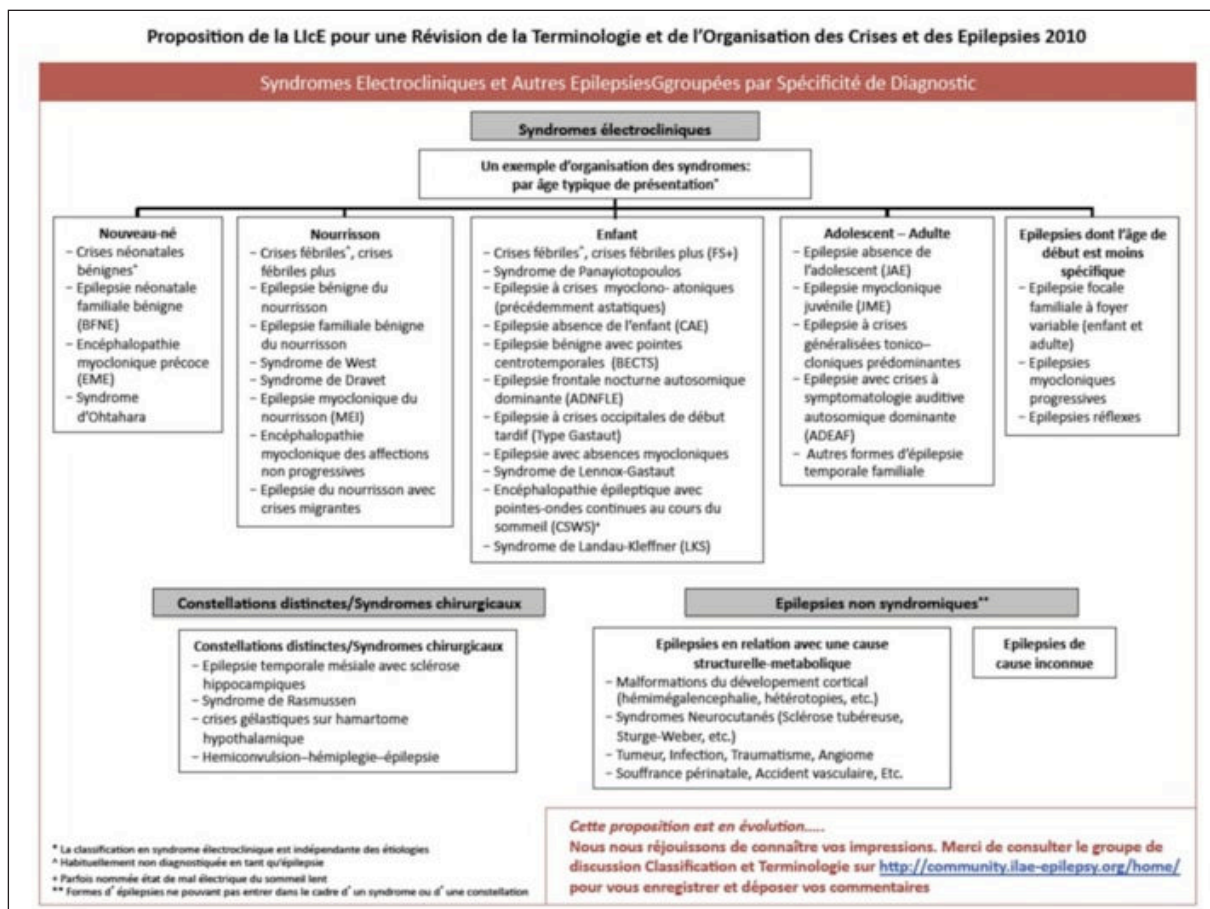 Proposition de la LIcE pour une Révision de la Terminologie et de l'Organisation des Crises et des Epilepsies 2010
Syndromes Electrocliniques et Autres EpilepsiesGgroupées par Spécificité de Diagnostic
Syndromes électrocliniques
Un exemple d'organisation des syndromes:
par âge typique de présentation*
Nouveau-né
– Crises néonatales
bénignes^
– Epilepsie néonatale
familiale bénigne
(BFNE)
– Encéphalopathie
myoclonique précoce
(EME)
– Syndrome
d'Ohtahara
Nourrisson
– Crises fébriles^, crises
fébriles plus
– Epilepsie bénigne du
nourrisson
– Epilepsie familiale bénigne
du nourrisson
– Syndrome de West
– Syndrome de Dravet
– Epilepsie myoclonique du
nourrisson (MEI)
– Encéphalopathie
myoclonique des affections
non progressives
– Epilepsie du nourrisson avec
crises migrantes
Enfant
– Crises fébriles^, crises fébriles plus (FS+)
– Syndrome de Panayiotopoulos
– Epilepsie à crises myoclono- atoniques
(précédemment astatiques)
– Epilepsie absence de l'enfant (CAE)
– Epilepsie bénigne avec pointes
centrotemporales (BECTS)
– Epilepsie frontale nocturne autosomique
dominante (ADNFLE)
– Epilepsie à crises occipitales de début
tardif (Type Gastaut)
– Epilepsie avec absences myocloniques
– Syndrome de Lennox-Gastaut
– Encéphalopathie épileptique avec
pointes-ondes continues au cours du
sommeil (CSWS)+
– Syndrome de Landau-Kleffner (LKS)
Adolescent – Adulte
– Epilepsie absence de
l'adolescent (JAE)
– Epilepsie myoclonique
juvénile (JME)
– Epilepsie à crises
généralisées tonico–
cloniques prédominantes
– Epilepsie avec crises à
symptomatologie auditive
autosomique dominante
(ADEAF)
– Autres formes d'épilepsie
temporale familiale
Epilepsies dont l'âge de
début est moins
spécifique
– Epilepsie focale
familiale à foyer
variable (enfant et
adulte)
– Epilepsies
myocloniques
progressives
– Epilepsies réflexes
Constellations distinctes/Syndromes chirurgicaux
Constellations distinctes/Syndromes chirurgicaux
– Epilepsie temporale mésiale avec sclérose
hippocampiques
– Syndrome de Rasmussen
– crises gélastiques sur hamartome
hypothalamique
– Hemiconvulsion–hémiplegie–épilepsie
Epilepsies non syndromiques**
Epilepsies en relation avec une cause
structurelle-metabolique
– Malformations du dévelopement cortical
(hémimégalencephalie, hétérotopies, etc.)
– Syndromes Neurocutanés (Sclérose tubéreuse,
Sturge-Weber, etc.)
– Tumeur, Infection, Traumatisme, Angiome
– Souffrance périnatale, Accident vasculaire, Etc.
Epilepsies de
cause inconnue
* La classification en syndrome électroclinique est indépendante des étiologies
^ Habituellement non diagnostiquée en tant qu'épilepsie
+ Parfois nommée état de mal électrique du sommeil lent
** Formes d' épilepsies ne pouvant pas entrer dans le cadre d' un syndrome ou d' une constellation
Cette proposition est en évolution.....
Nous nous réjouissons de connaître vos impressions. Merci de consulter le groupe de
discussion Classification et Terminologie sur http://community.ilae-epilepsy.org/home/
pour vous enregistrer et déposer vos commentaires